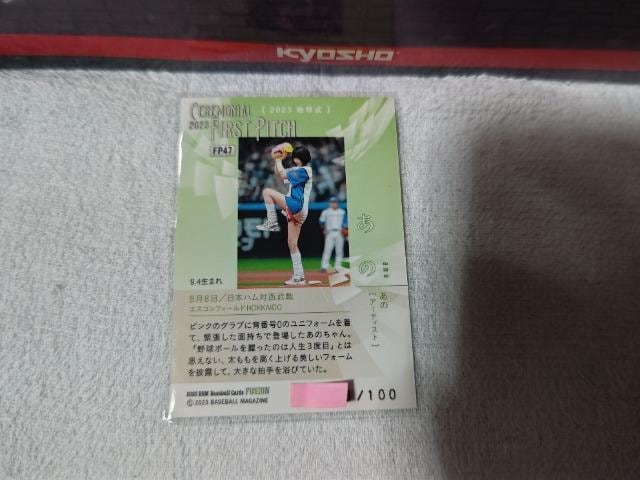 KYOSHO
CEREMONIAL
2023 FIRST PITCH
[ 2023 始球式 ]
FP47
あの
ano
あの
[アーティスト]
9.4生まれ
8月8日／日本ハム対西武戦
エスコンフィールドHOKKAIDO
ピンクのグラブに背番号0のユニフォームを着
て、緊張した面持ちで登場したあのちゃん。
「野球ボールを握ったのは人生3度目」とは
思えない、太ももを高く上げる美しいフォーム
を披露して、大きな拍手を浴びていた。
2023 BBM Baseball Cards FUSION
© 2023 BASEBALL MAGAZINE
/100